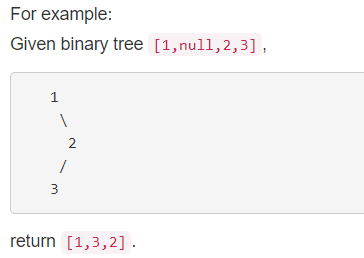 For example:
Given binary tree [1,null,2,3],
1
\
2
/
3
return [1,3,2].